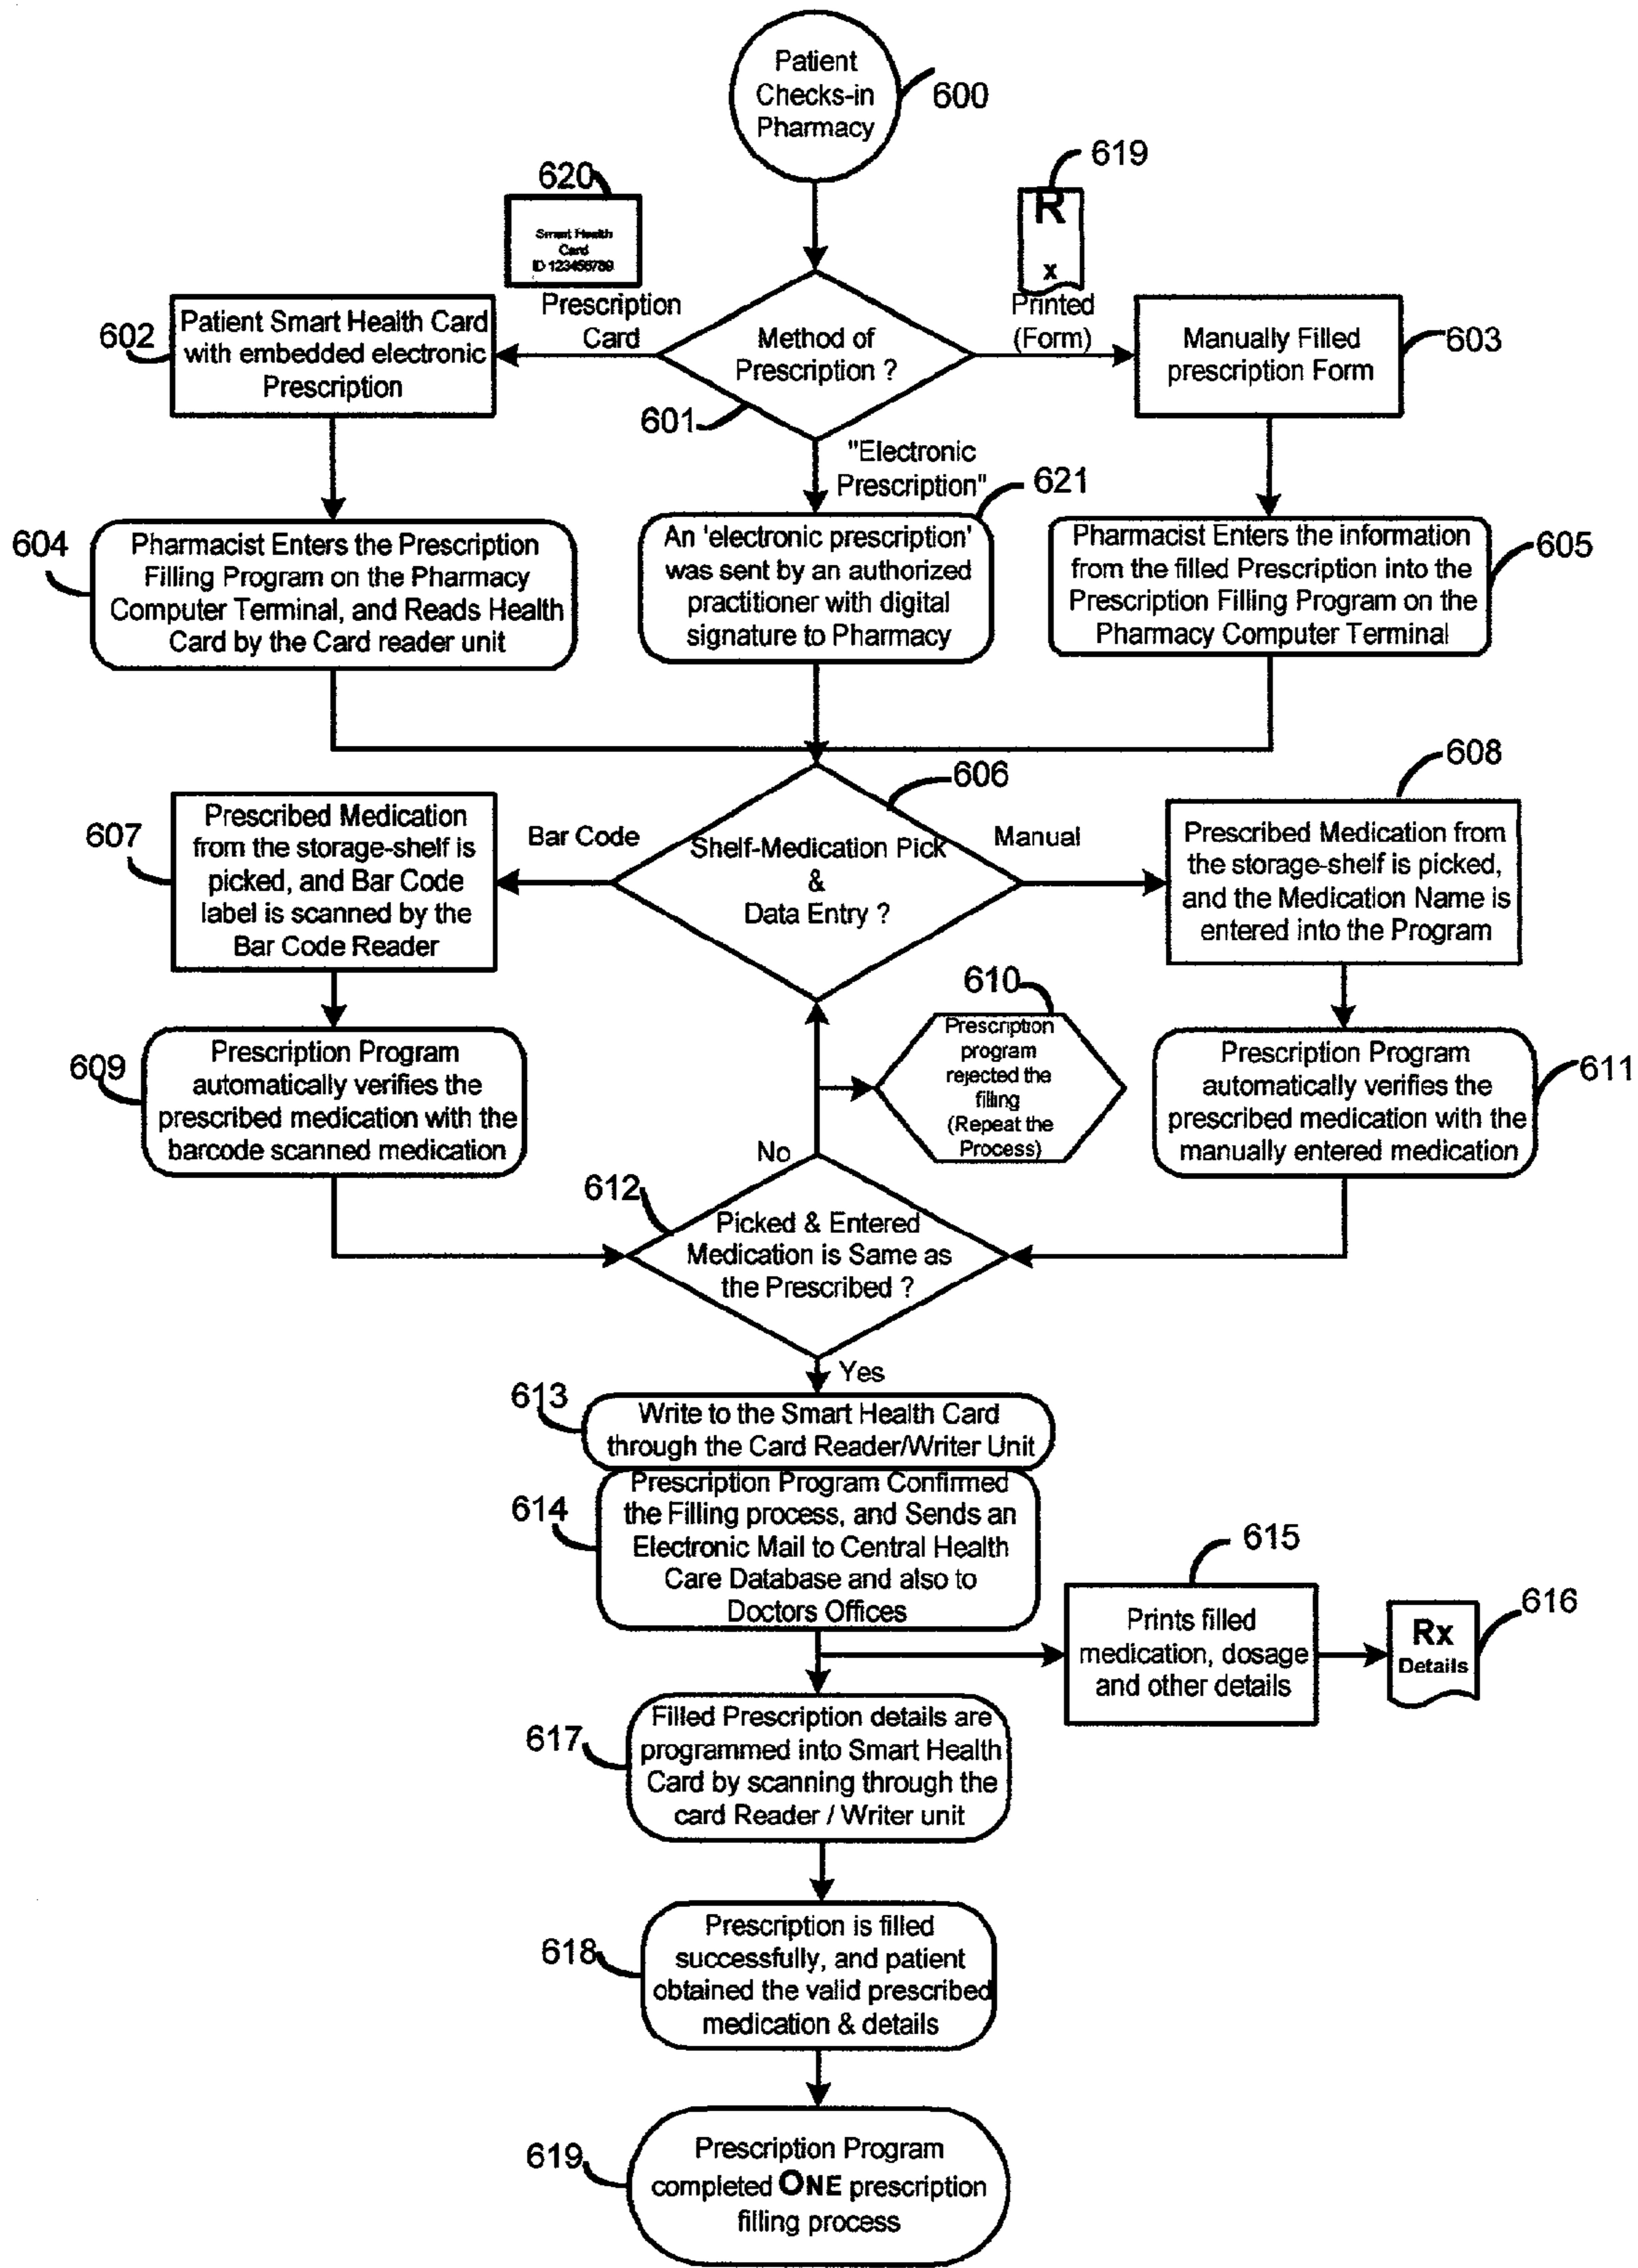 Patient
Checks-in
Pharmacy
600
620
Smart Health
Card
ID 123456789
619
R
x
Prescription
Card
Method of
Prescription ?
601
Printed
(Form)
602
Patient Smart Health Card
with embedded electronic
Prescription
Manually Filled
prescription Form
603
"Electronic
Prescription"
621
604
Pharmacist Enters the Prescription
Filling Program on the Pharmacy
Computer Terminal, and Reads Health
Card by the Card reader unit
An 'electronic prescription'
was sent by an authorized
practitioner with digital
signature to Pharmacy
Pharmacist Enters the information
from the filled Prescription into the
Prescription Filling Program on the
Pharmacy Computer Terminal
605
606
608
607
Prescribed Medication
from the storage-shelf is
picked, and Bar Code
label is scanned by the
Bar Code Reader
Bar Code
Shelf-Medication Pick
&
Data Entry ?
Manual
Prescribed Medication from
the storage-shelf is picked,
and the Medication Name is
entered into the Program
610
Prescription
program
rejected the
filling
(Repeat the
Process)
609
Prescription Program
automatically verifies the
prescribed medication with the
barcode scanned medication
Prescription Program
automatically verifies the
prescribed medication with the
manually entered medication
611
No
612
Picked & Entered
Medication is Same as
the Prescribed ?
Yes
613
Write to the Smart Health Card
through the Card Reader/Writer Unit
614
Prescription Program Confirmed
the Filling process, and Sends an
Electronic Mail to Central Health
Care Database and also to
Doctors Offices
615
Prints filled
medication, dosage
and other details
616
Rx
Details
617
Filled Prescription details are
programmed into Smart Health
Card by scanning through the
card Reader / Writer unit
618
Prescription is filled
successfully, and patient
obtained the valid prescribed
medication & details
619
Prescription Program
completed ONE prescription
filling process